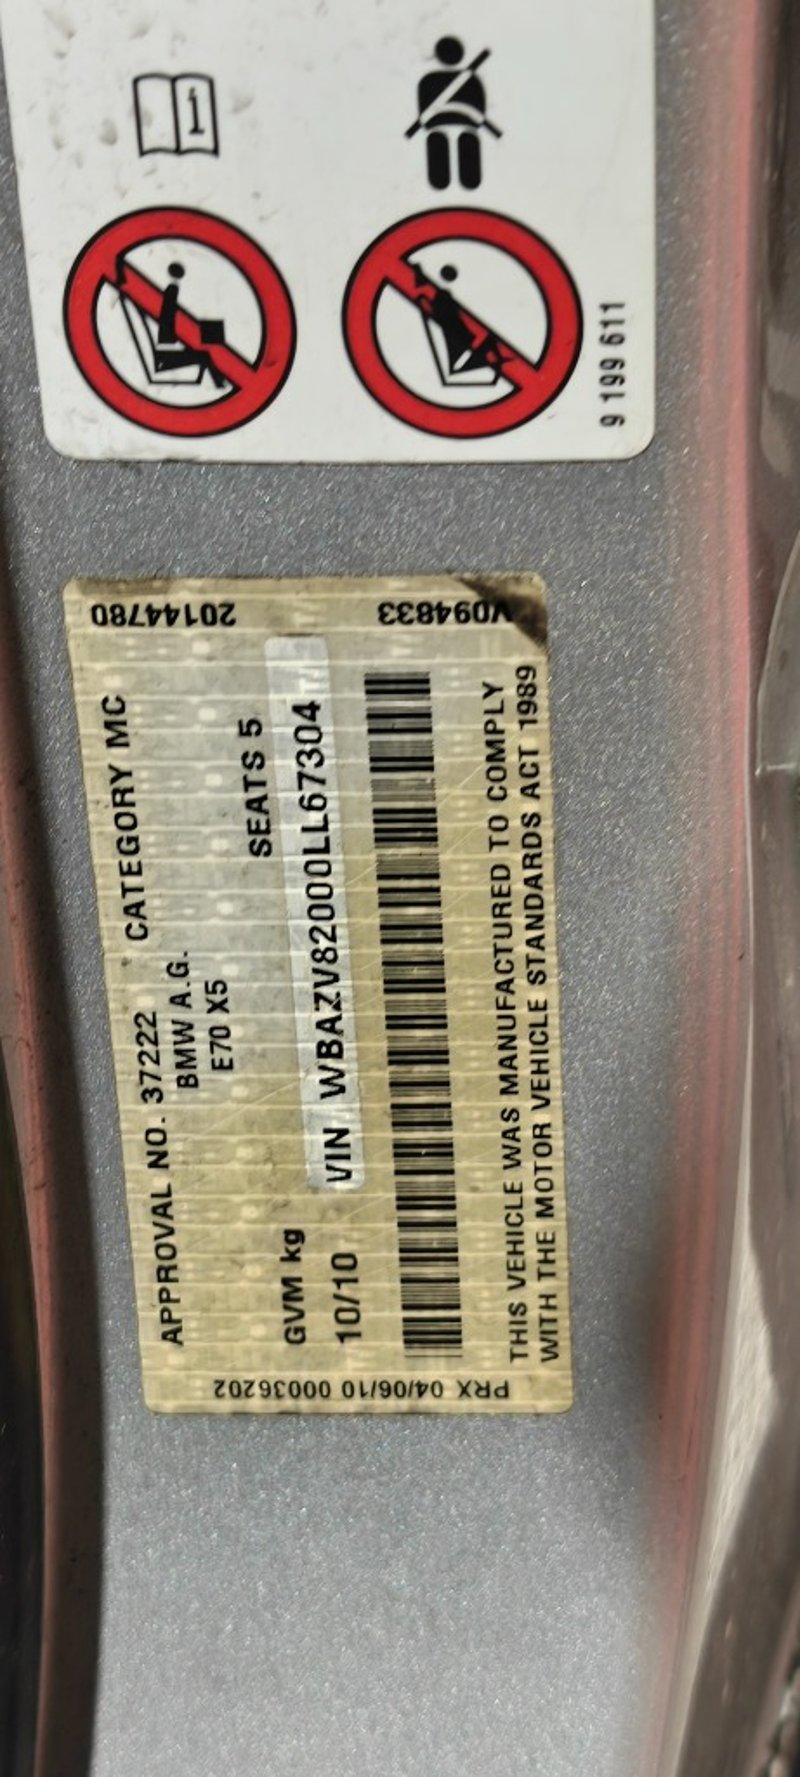 9 199 611
20144780
V094833
APPROVAL NO. 37222 CATEGORY MC
BMW A.G.
E70 X5
GVM kg SEATS 5
10/10 VIN WBAZV82000LL67304
THIS VEHICLE WAS MANUFACTURED TO COMPLY
WITH THE MOTOR VEHICLE STANDARDS ACT 1989
PRX 04/06/10 00036202